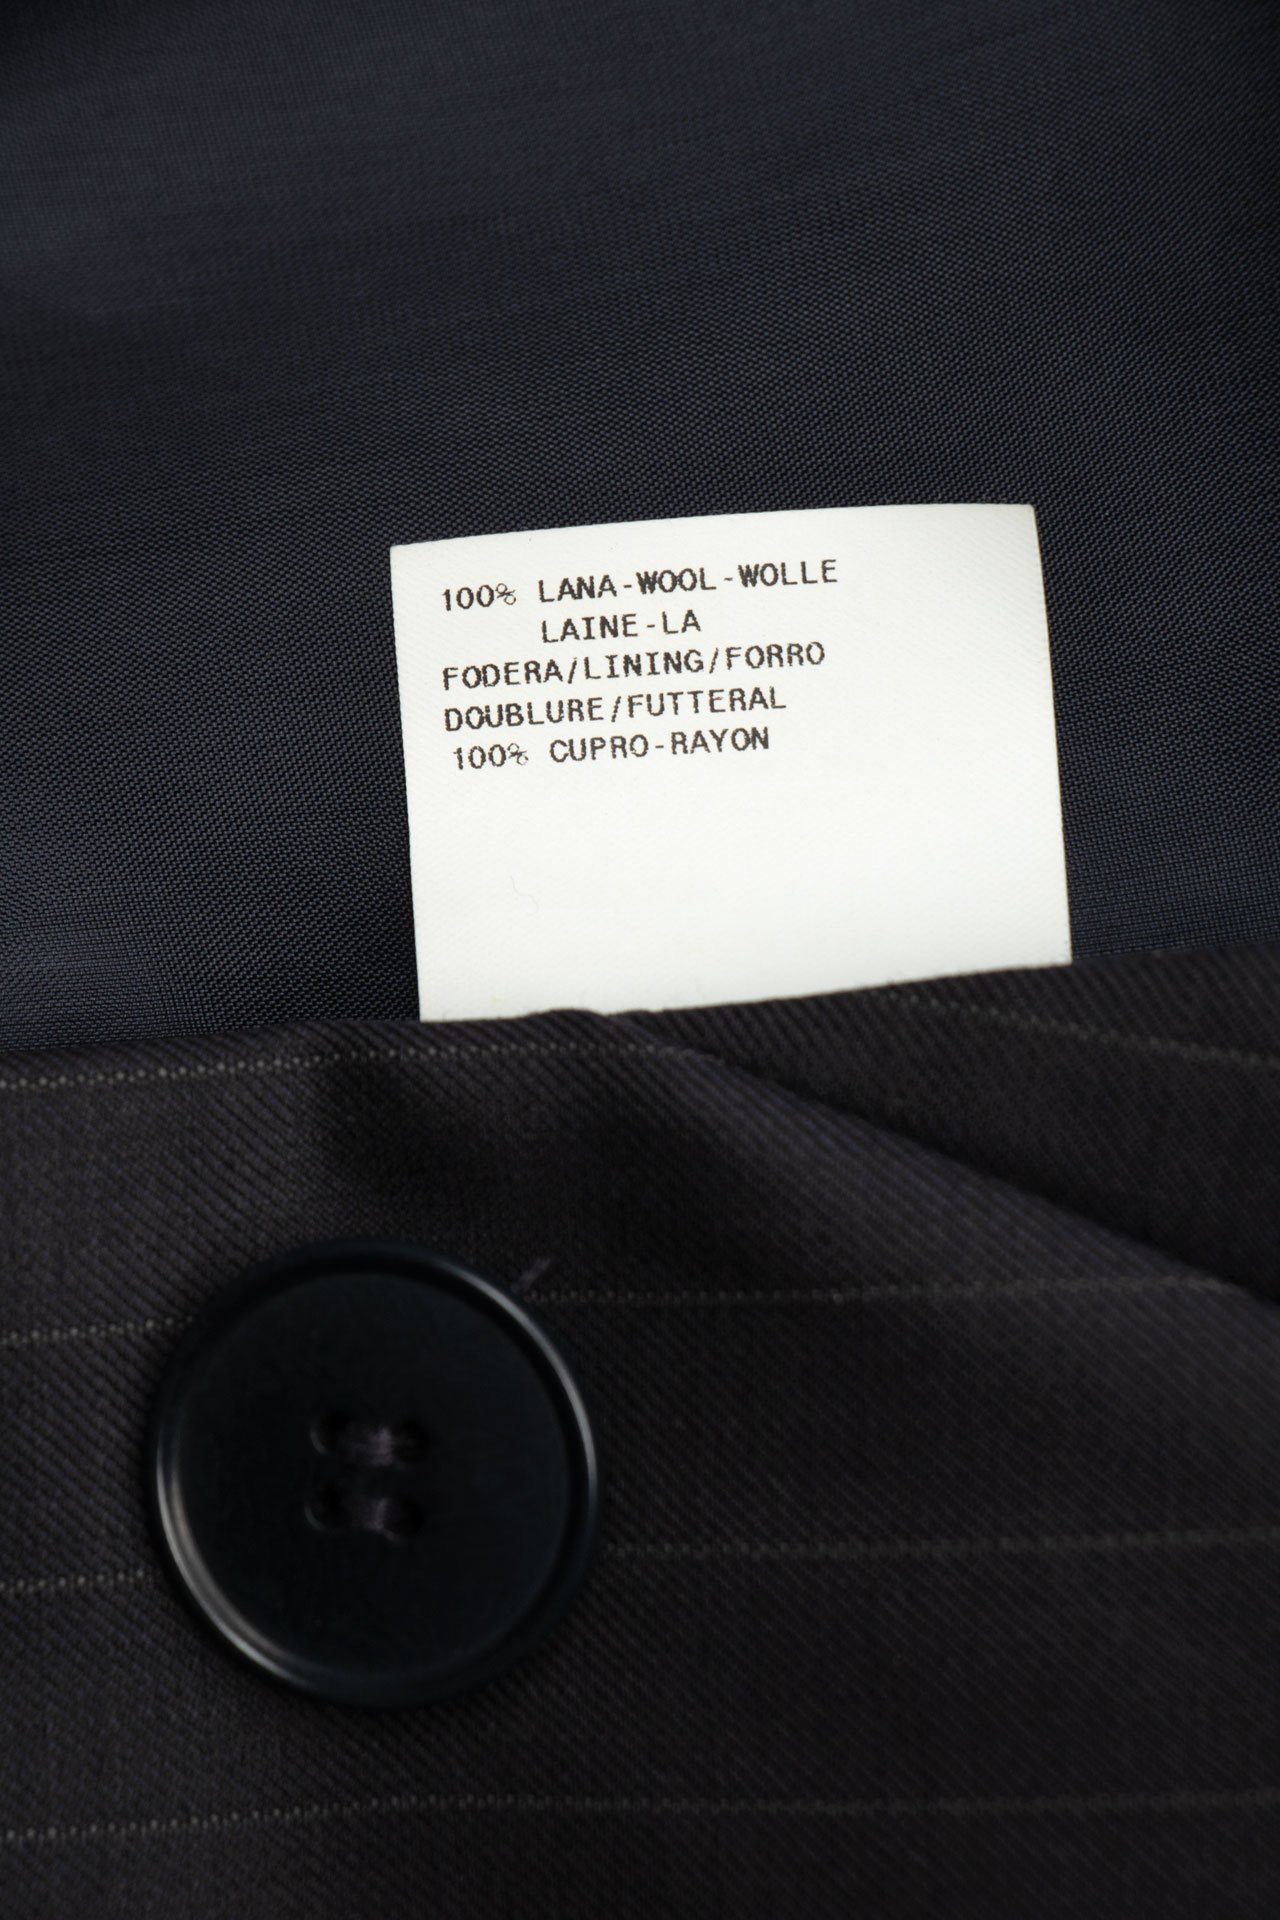 100% LANA-WOOL-WOLLE
LAINE-LA
FODERA/LINING/FORRO
DOUBLURE/FUTTERAL
100% CUPRO-RAYON